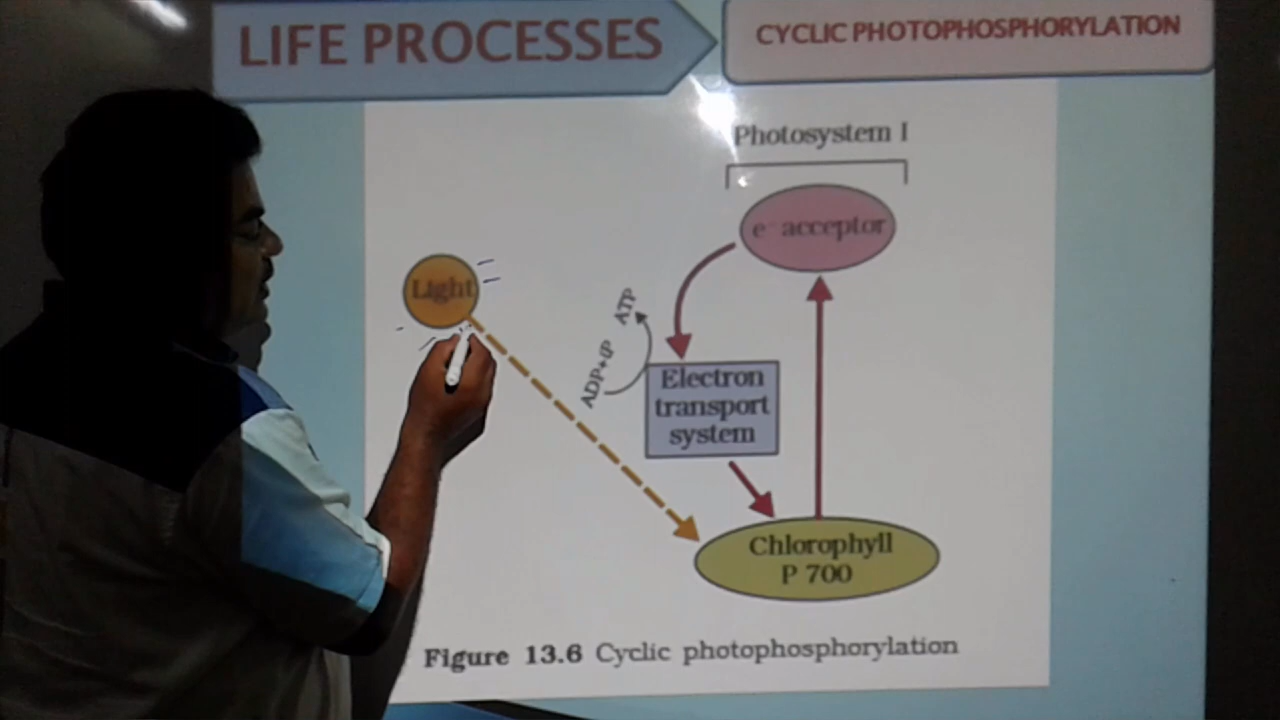 LIFE PROCESSES
CYCLIC PHOTOPHOSPHORYLATION
Photosystem I
e⁻ acceptor
Light
ATP
ADP+iP
Electron
transport
system
Chlorophyll
P 700
Figure 13.6 Cyclic photophosphorylation